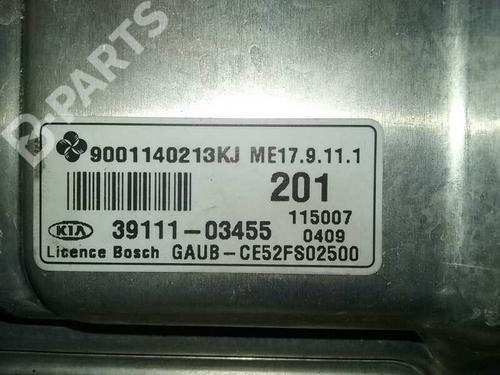 B-PARTS
9001140213KJ ME17.9.11.1
201
115007
KIA 39111-03455 0409
Licence Bosch GAUB-CE52FS02500